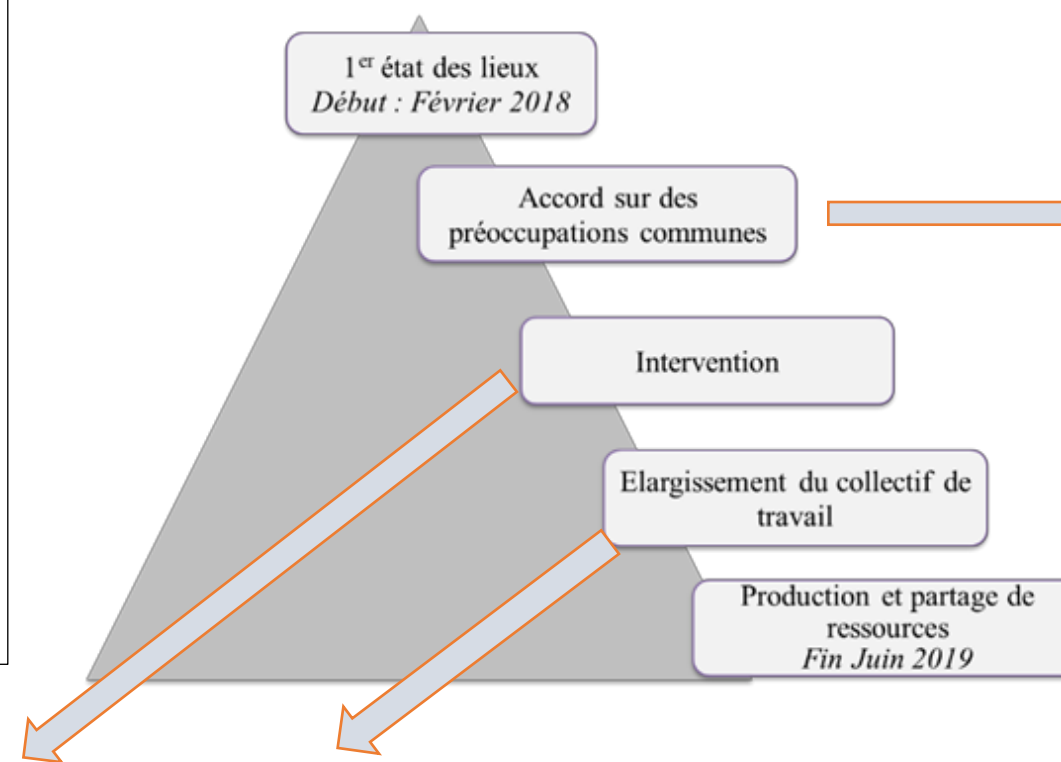 1er état des lieux
Début : Février 2018
Accord sur des
préoccupations communes
Intervention
Elargissement du collectif de
travail
Production et partage de
ressources
Fin Juin 2019